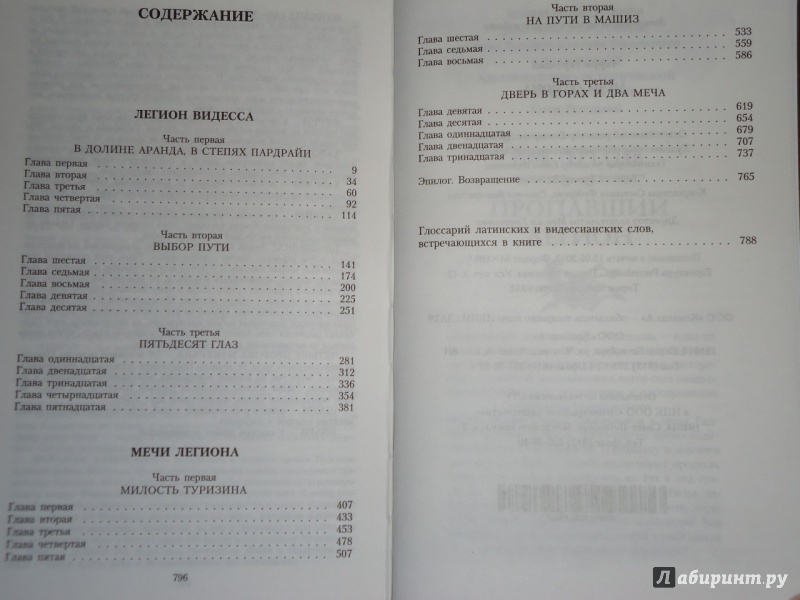 СОДЕРЖАНИЕ
ЛЕГИОН ВИДЕССА
Часть первая
В ДОЛИНЕ АРАНДА, В СТЕПЯХ ПАРДРАЙИ
Глава первая 9
Глава вторая 34
Глава третья 60
Глава четвертая 92
Глава пятая 114
Часть вторая
ВЫБОР ПУТИ
Глава шестая 141
Глава седьмая 174
Глава восьмая 200
Глава девятая 225
Глава десятая 251
Часть третья
ПЯТЬДЕСЯТ ГЛАЗ
Глава одиннадцатая 281
Глава двенадцатая 312
Глава тринадцатая 336
Глава четырнадцатая 354
Глава пятнадцатая 381
МЕЧИ ЛЕГИОНА
Часть первая
МИЛОСТЬ ТУРИЗИНА
Глава первая 407
Глава вторая 433
Глава третья 453
Глава четвертая 478
Глава пятая 507
796
Часть вторая
НА ПУТИ В МАШИЗ
Глава шестая 533
Глава седьмая 559
Глава восьмая 586
Часть третья
ДВЕРЬ В ГОРАХ И ДВА МЕЧА
Глава девятая 619
Глава десятая 654
Глава одиннадцатая 679
Глава двенадцатая 707
Глава тринадцатая 737
Эпилог. Возвращение 765
Глоссарий латинских и видессианских слов,
встречающихся в книге 788
Лабиринт.ру